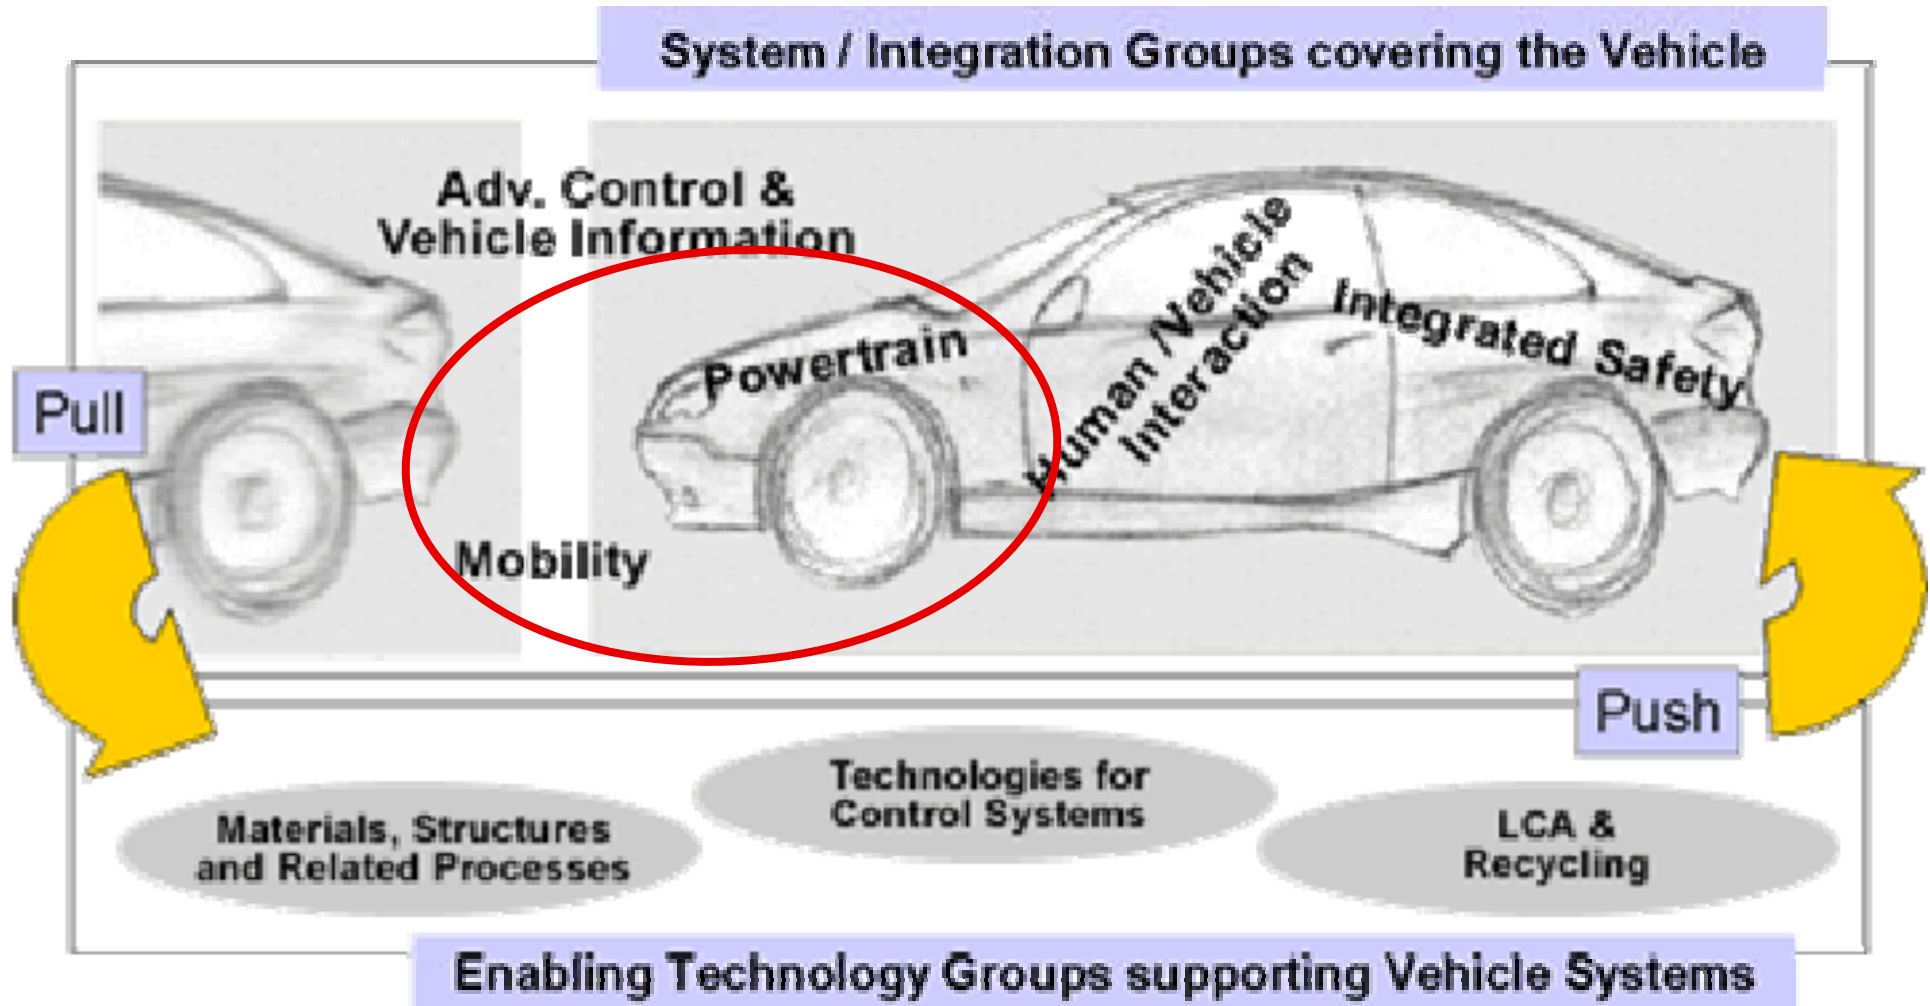 System / Integration Groups covering the Vehicle
Adv. Control &
Vehicle Information
Powertrain
Human /Vehicle
Interaction
Integrated Safety
Pull
Mobility
Push
Technologies for
Control Systems
Materials, Structures
and Related Processes
LCA &
Recycling
Enabling Technology Groups supporting Vehicle Systems